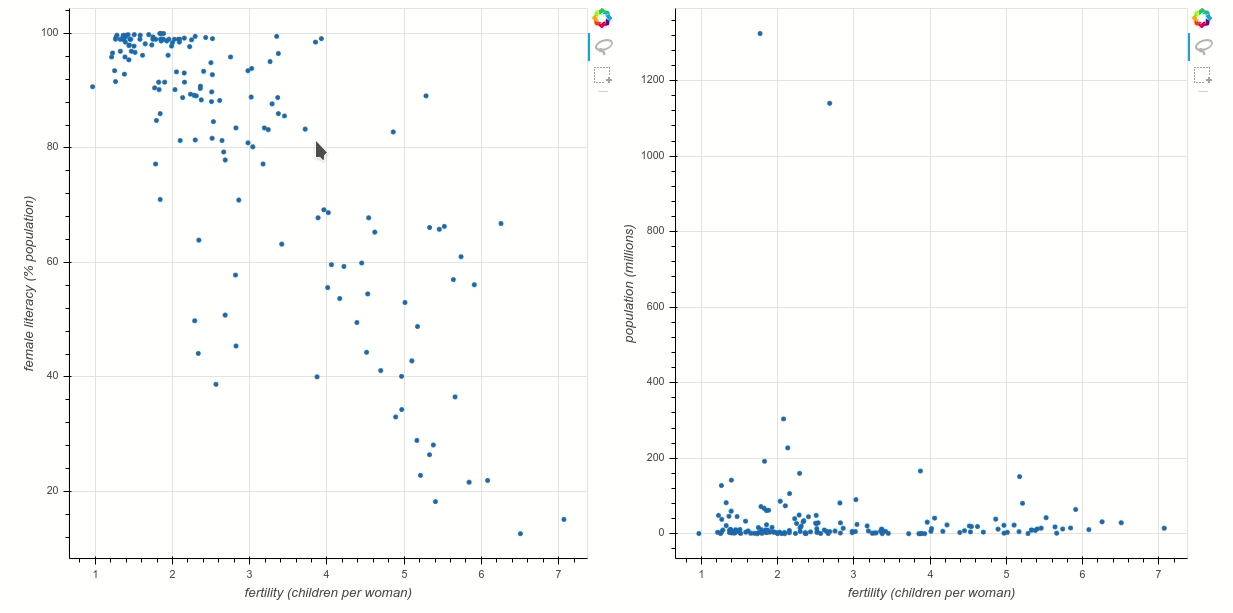 100
80
60
40
20
female literacy (% population)
1 2 3 4 5 6 7
fertility (children per woman)
1200
1000
800
600
400
200
0
population (millions)
1 2 3 4 5 6 7
fertility (children per woman)